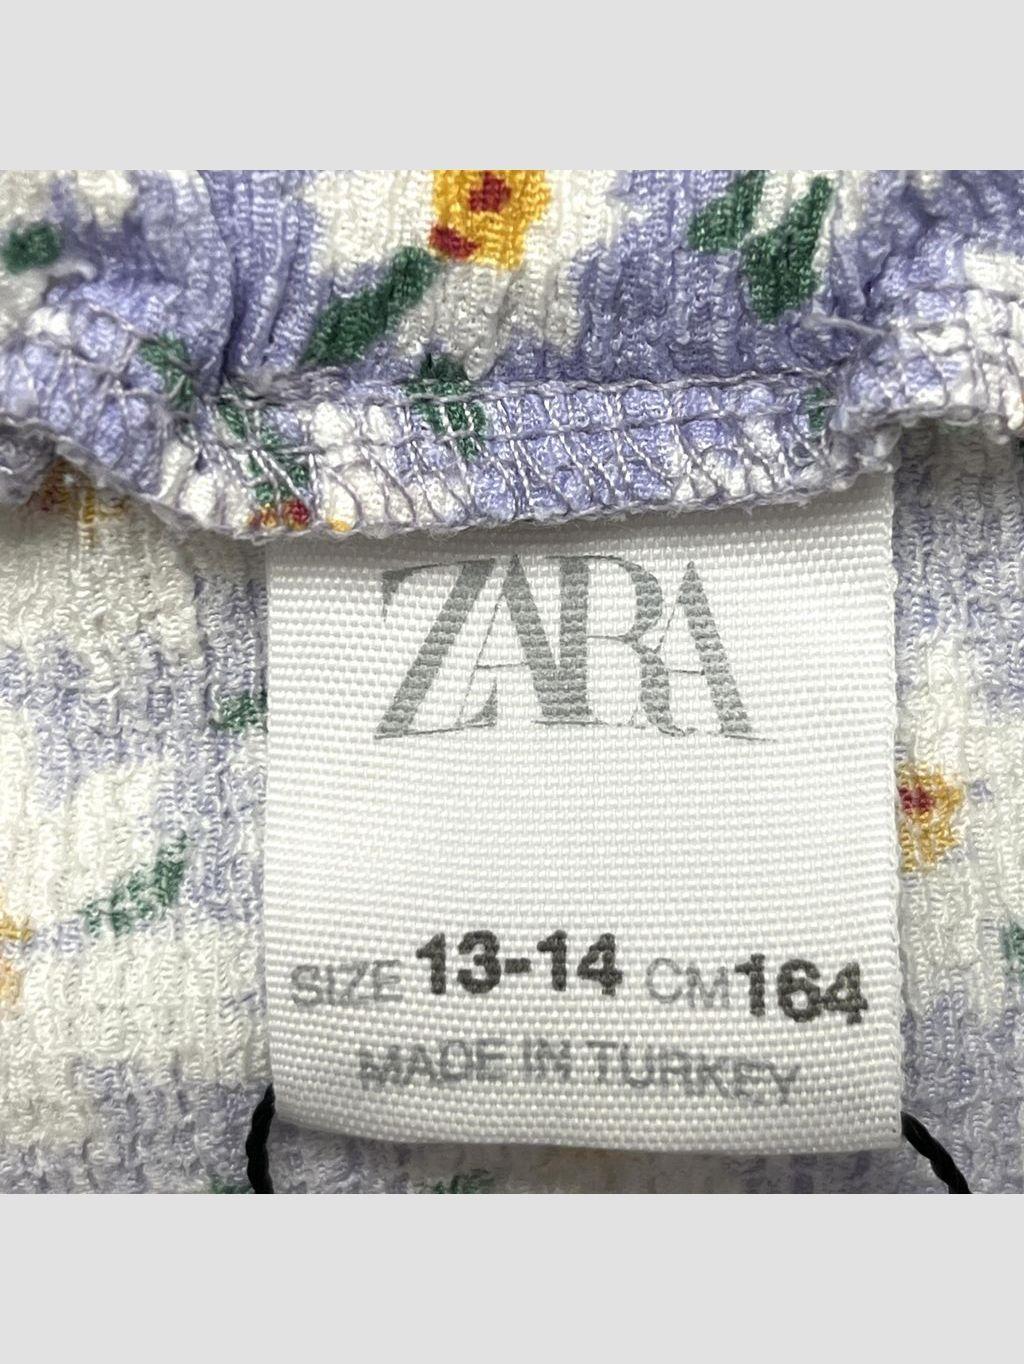 ZARA
SIZE 13-14 CM 164
MADE IN TURKEY